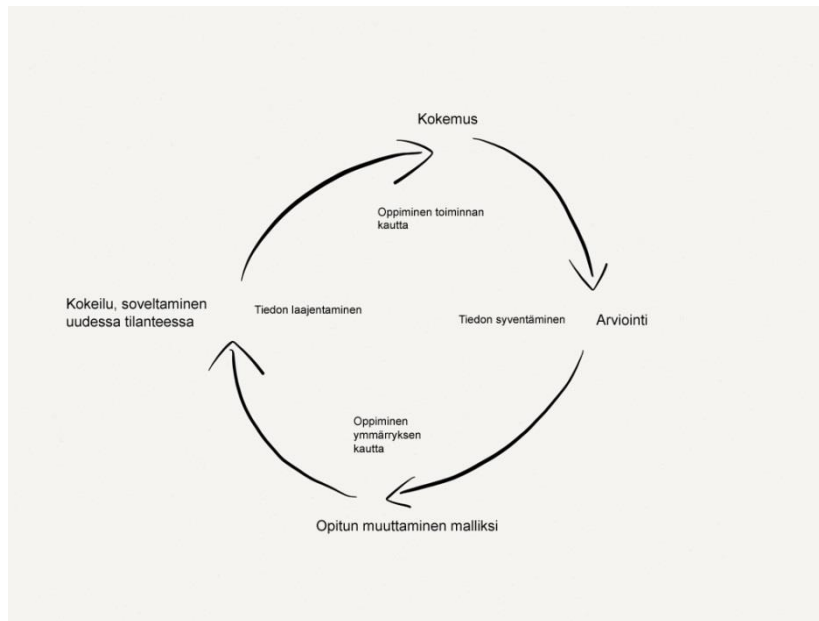 Kokemus
Oppiminen toiminnan
kautta
Kokeilu, soveltaminen
uudessa tilanteessa
Tiedon laajentaminen
Tiedon syventäminen
Arviointi
Oppiminen
ymmärryksen
kautta
Opitun muuttaminen malliksi